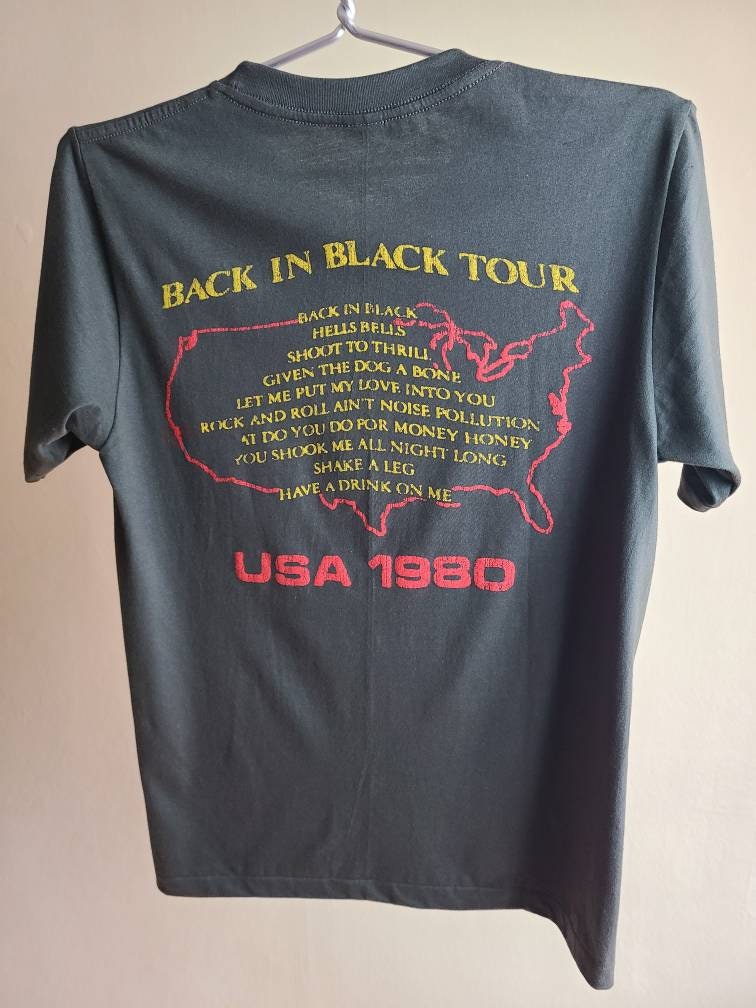 BACK IN BLACK TOUR
BACK IN BLACK
HELLS BELLS
SHOOT TO THRILL
GIVEN THE DOG A BONE
LET ME PUT MY LOVE INTO YOU
ROCK AND ROLL AIN'T NOISE POLLUTION
AT DO YOU DO POR MONEY HONEY
YOU SHOOK ME ALL NIGHT LONG
SHAKE A LEG
HAVE A DRINK ON ME
USA 1980